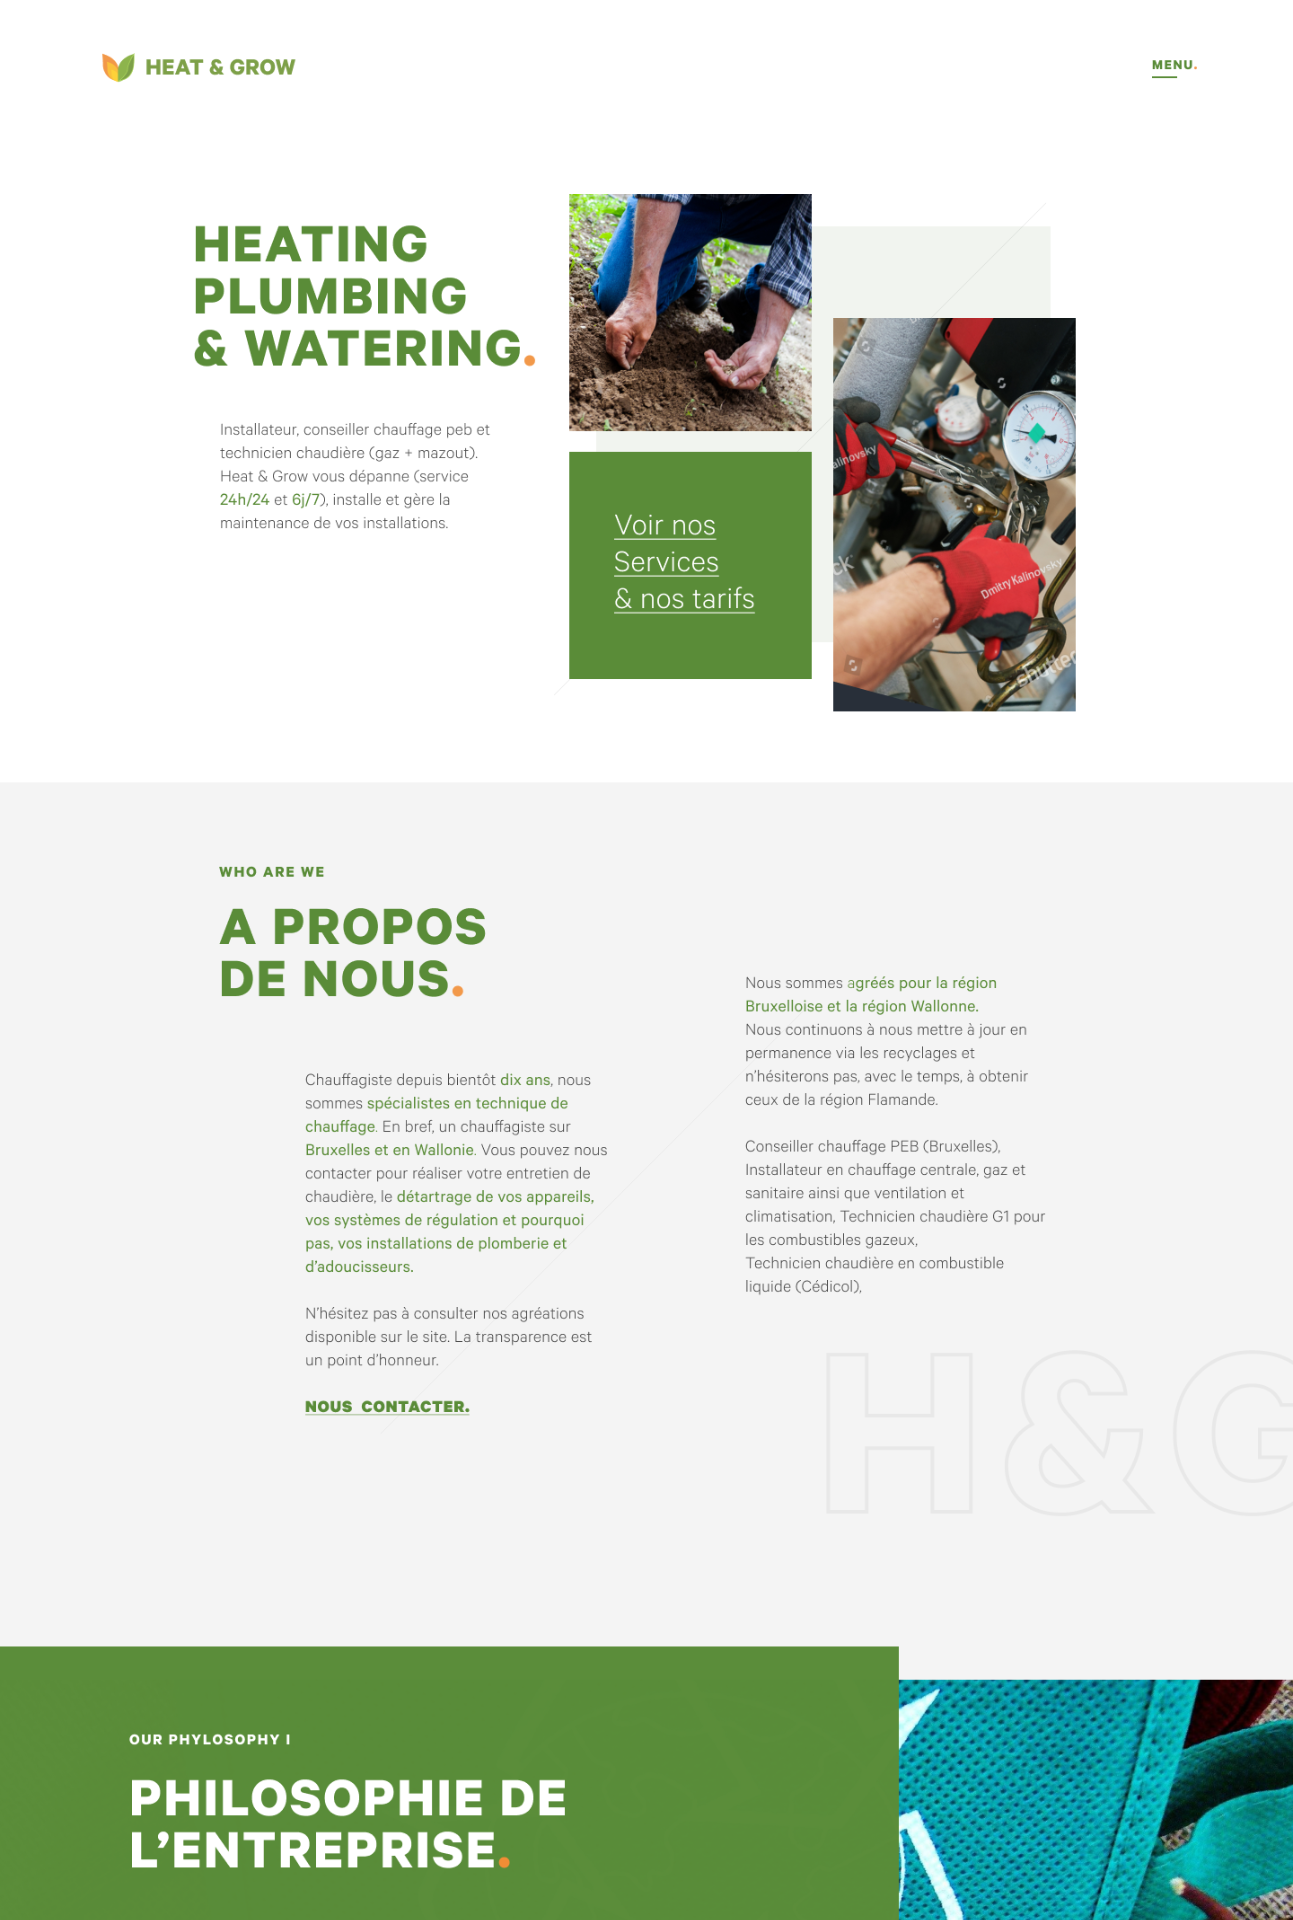 HEAT & GROW
MENU.
HEATING
PLUMBING
& WATERING.
Installateur, conseiller chauffage peb et
technicien chaudière (gaz + mazout).
Heat & Grow vous dépanne (service
24h/24 et 6j/7), installe et gère la
maintenance de vos installations.
Voir nos
Services
& nos tarifs
alinovsky
Dmitry Kalinovsky
shutter
WHO ARE WE
A PROPOS
DE NOUS.
Chauffagiste depuis bientôt dix ans, nous
sommes spécialistes en technique de
chauffage. En bref, un chauffagiste sur
Bruxelles et en Wallonie. Vous pouvez nous
contacter pour réaliser votre entretien de
chaudière, le détartrage de vos appareils,
vos systèmes de régulation et pourquoi
pas, vos installations de plomberie et
d'adoucisseurs.
N'hésitez pas à consulter nos agréations
disponible sur le site. La transparence est
un point d'honneur.
NOUS CONTACTER.
Nous sommes agréés pour la région
Bruxelloise et la région Wallonne.
Nous continuons à nous mettre à jour en
permanence via les recyclages et
n'hésiterons pas, avec le temps, à obtenir
ceux de la région Flamande.
Conseiller chauffage PEB (Bruxelles),
Installateur en chauffage centrale, gaz et
sanitaire ainsi que ventilation et
climatisation, Technicien chaudière G1 pour
les combustibles gazeux,
Technicien chaudière en combustible
liquide (Cédicol),
H&G
OUR PHYLOSOPHY I
PHILOSOPHIE DE
L’ENTREPRISE.